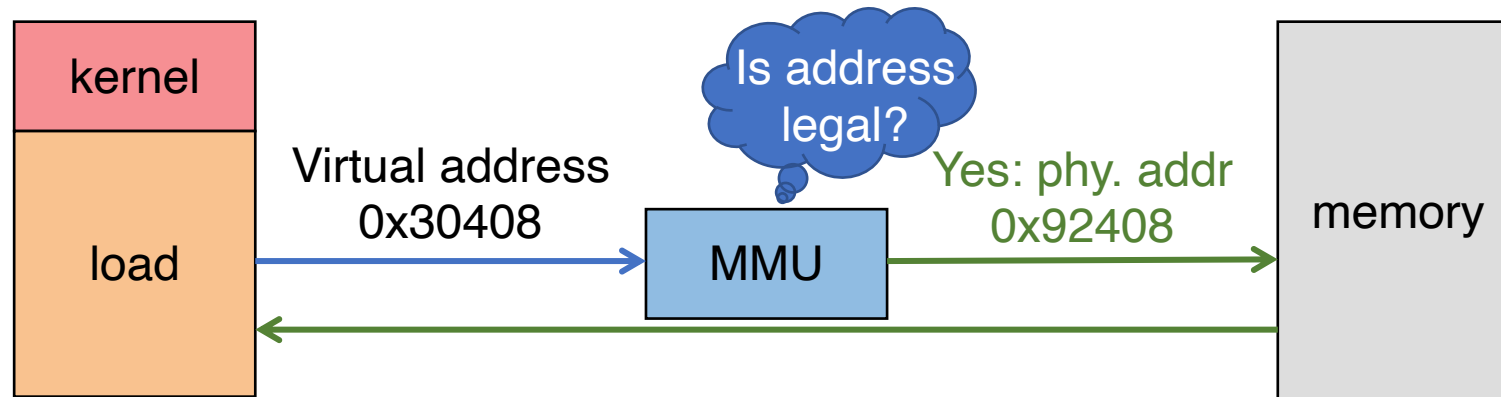 kernel
load
Virtual address
0x30408
Is address
legal?
MMU
Yes: phy. addr
0x92408
memory